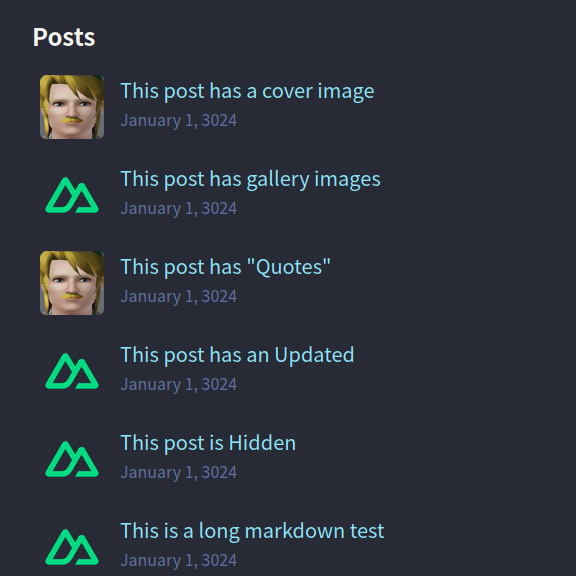 Posts
This post has a cover image
January 1, 3024
This post has gallery images
January 1, 3024
This post has "Quotes"
January 1, 3024
This post has an Updated
January 1, 3024
This post is Hidden
January 1, 3024
This is a long markdown test
January 1, 3024